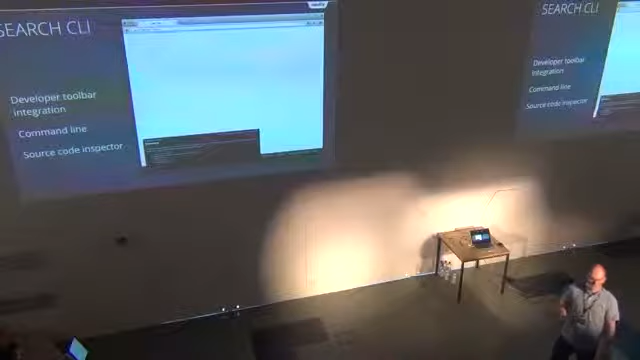 SEARCH CLI
Developer toolbar
integration
Command line
Source code inspector
SEARCH CLI
Developer toolbar
integration
Command line
Source code inspector